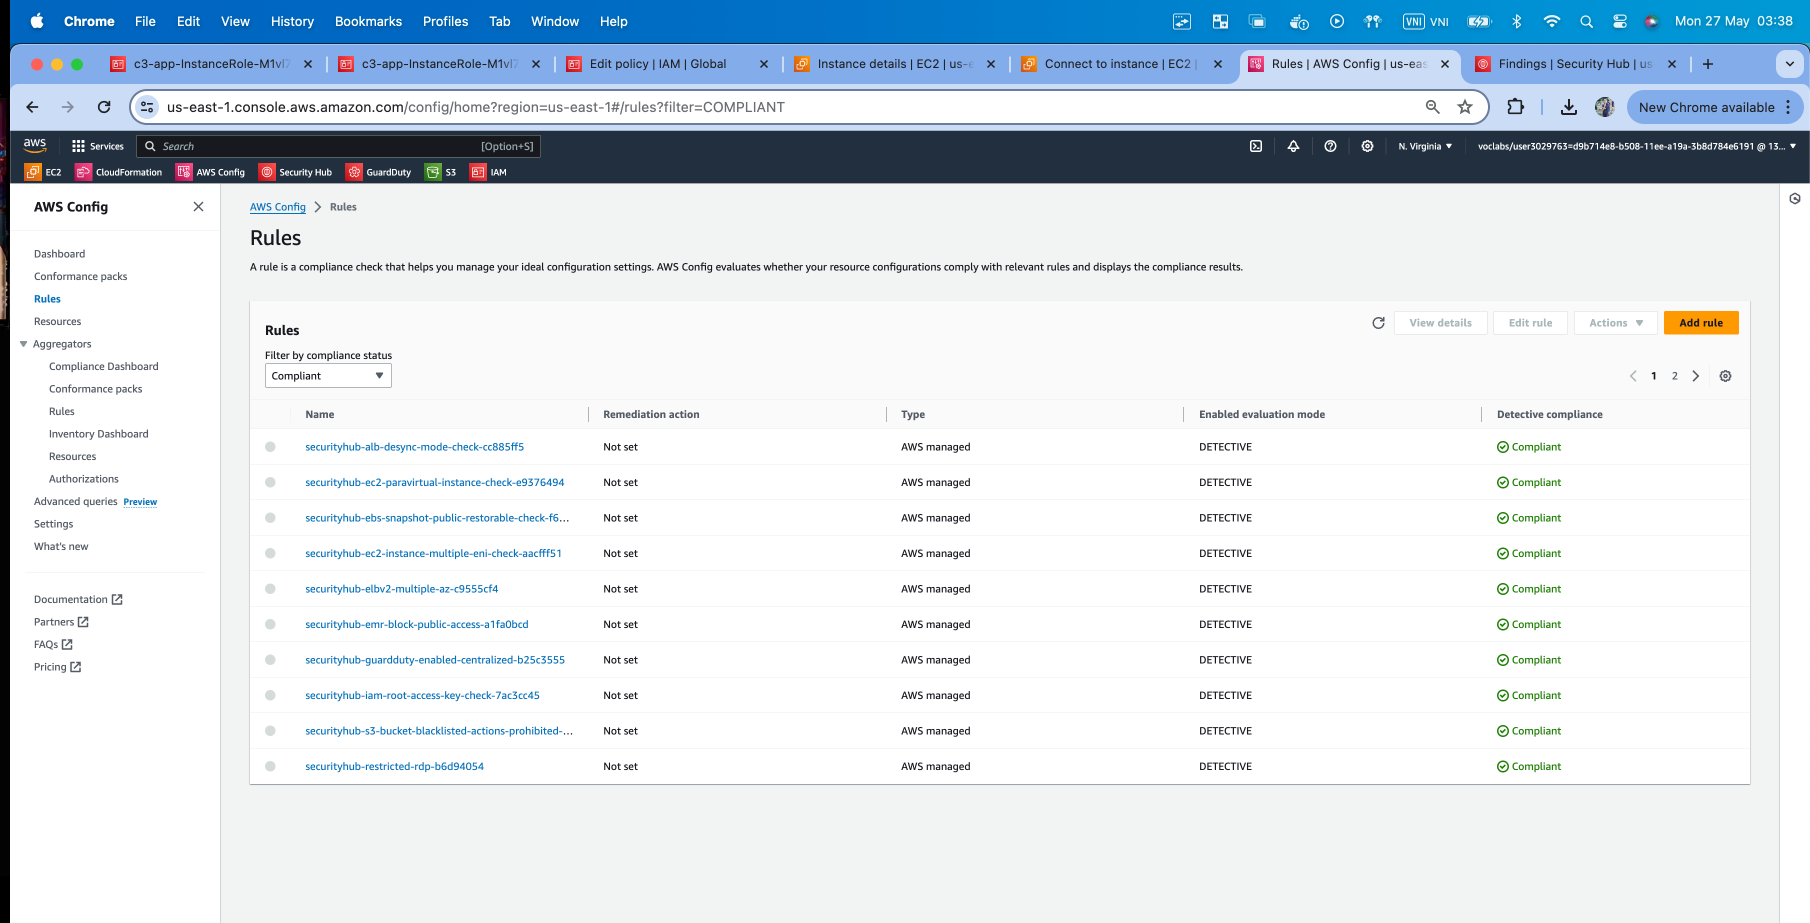 Chrome File Edit View History Bookmarks Profiles Tab Window Help VNI VNI Mon 27 May 03:38
c3-app-InstanceRole-M1vl7 c3-app-InstanceRole-M1vl7 Edit policy | IAM | Global Instance details | EC2 | us-e Connect to instance | EC2 | Rules | AWS Config | us-eas Findings | Security Hub | us
us-east-1.console.aws.amazon.com/config/home?region=us-east-1#/rules?filter=COMPLIANT New Chrome available
aws Services Search [Option+S] N. Virginia voclabs/user3029763=d9b714e8-b508-11ee-a19a-3b8d784e6191 @ 13...
EC2 CloudFormation AWS Config Security Hub GuardDuty S3 IAM
AWS Config
Dashboard
Conformance packs
Rules
Resources
Aggregators
Compliance Dashboard
Conformance packs
Rules
Inventory Dashboard
Resources
Authorizations
Advanced queries Preview
Settings
What's new
Documentation
Partners
FAQs
Pricing
AWS Config > Rules
Rules
A rule is a compliance check that helps you manage your ideal configuration settings. AWS Config evaluates whether your resource configurations comply with relevant rules and displays the compliance results.
Rules
View details Edit rule Actions Add rule
Filter by compliance status
Compliant
1 2
Name Remediation action Type Enabled evaluation mode Detective compliance
securityhub-alb-desync-mode-check-cc885ff5 Not set AWS managed DETECTIVE Compliant
securityhub-ec2-paravirtual-instance-check-e9376494 Not set AWS managed DETECTIVE Compliant
securityhub-ebs-snapshot-public-restorable-check-f6... Not set AWS managed DETECTIVE Compliant
securityhub-ec2-instance-multiple-eni-check-aacfff51 Not set AWS managed DETECTIVE Compliant
securityhub-elbv2-multiple-az-c9555cf4 Not set AWS managed DETECTIVE Compliant
securityhub-emr-block-public-access-a1fa0bcd Not set AWS managed DETECTIVE Compliant
securityhub-guardduty-enabled-centralized-b25c3555 Not set AWS managed DETECTIVE Compliant
securityhub-iam-root-access-key-check-7ac3cc45 Not set AWS managed DETECTIVE Compliant
securityhub-s3-bucket-blacklisted-actions-prohibited-... Not set AWS managed DETECTIVE Compliant
securityhub-restricted-rdp-b6d94054 Not set AWS managed DETECTIVE Compliant